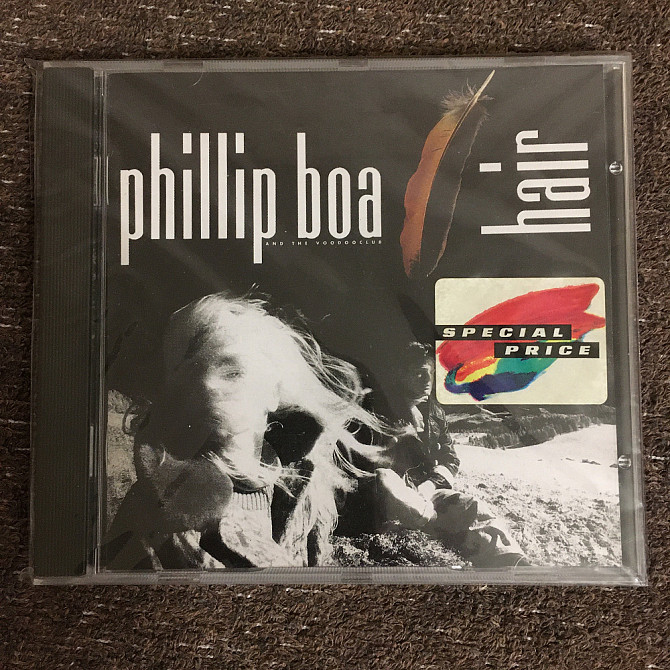 phillip boa
AND THE VOODOOCLUB
hair
SPECIAL
PRICE